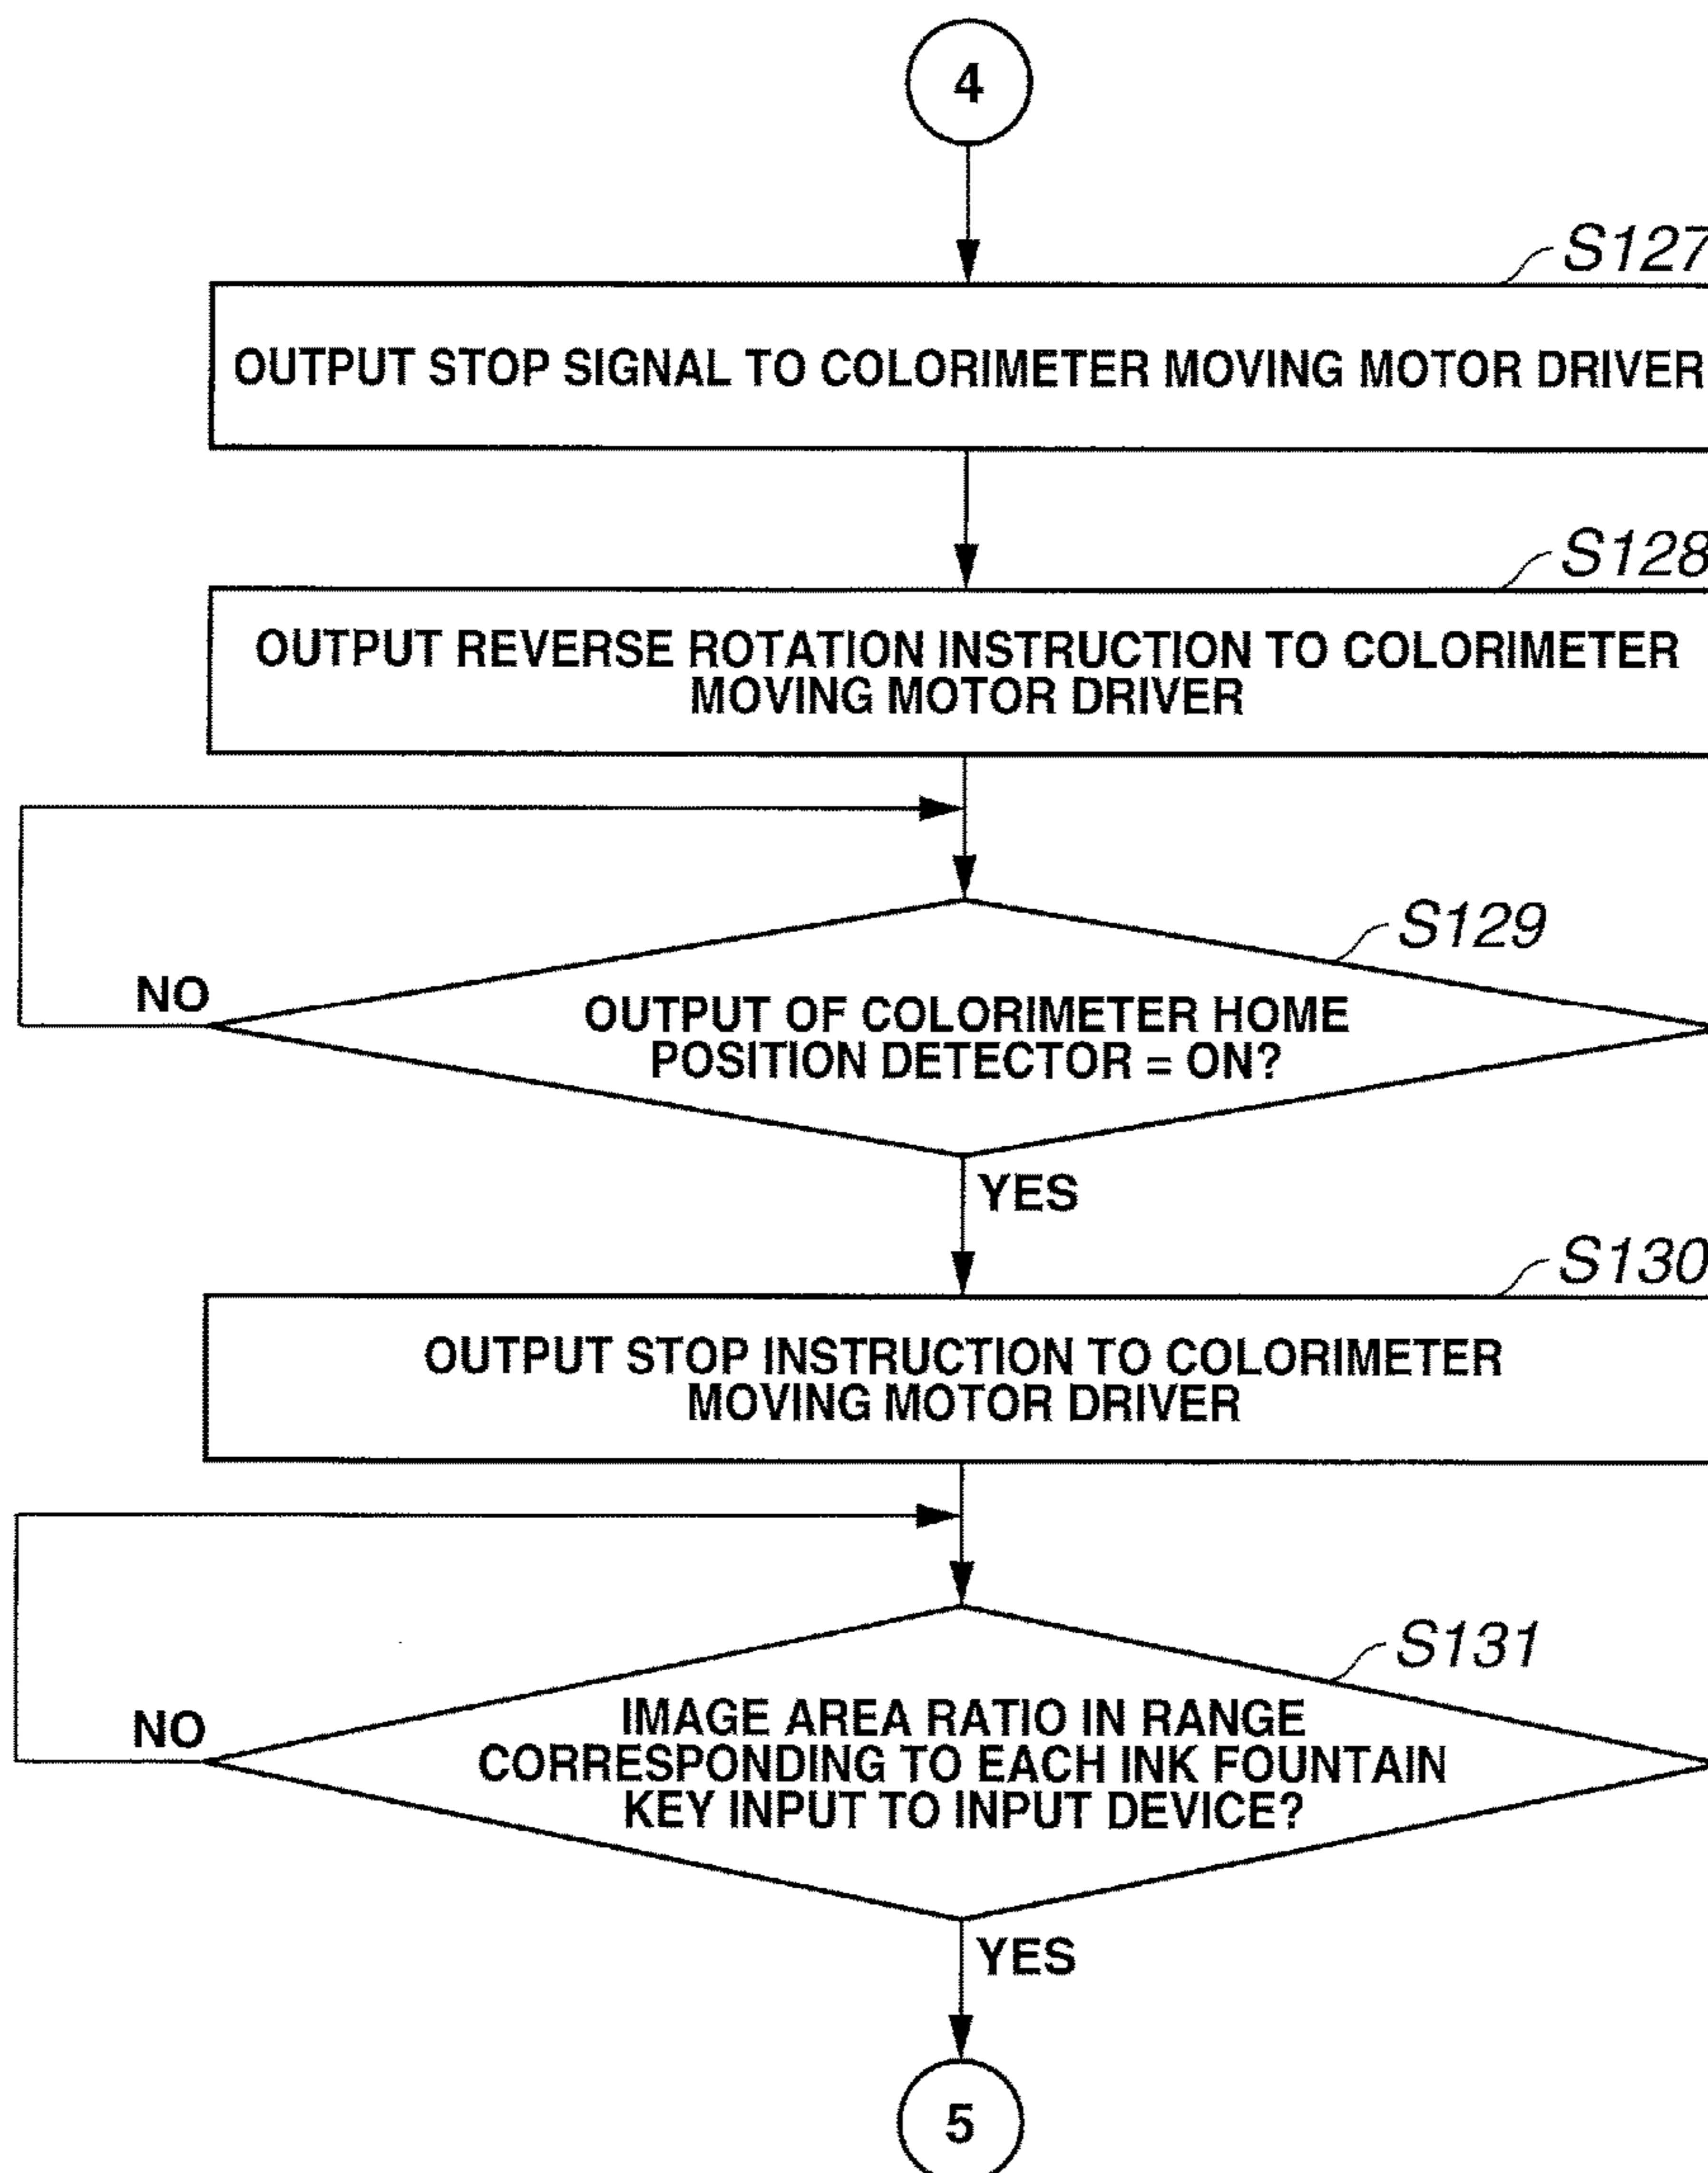 4
S127
OUTPUT STOP SIGNAL TO COLORIMETER MOVING MOTOR DRIVER
S128
OUTPUT REVERSE ROTATION INSTRUCTION TO COLORIMETER
MOVING MOTOR DRIVER
S129
NO
OUTPUT OF COLORIMETER HOME
POSITION DETECTOR = ON?
YES
S130
OUTPUT STOP INSTRUCTION TO COLORIMETER
MOVING MOTOR DRIVER
S131
NO
IMAGE AREA RATIO IN RANGE
CORRESPONDING TO EACH INK FOUNTAIN
KEY INPUT TO INPUT DEVICE?
YES
5